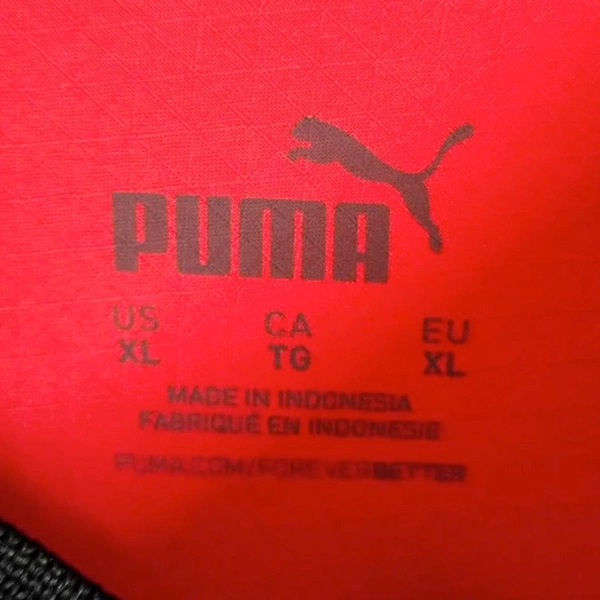 PUMA
US CA EU
XL TG XL
MADE IN INDONESIA
FABRIQUÉ EN INDONESIE
PUMA.COM/FOREVERBETTER